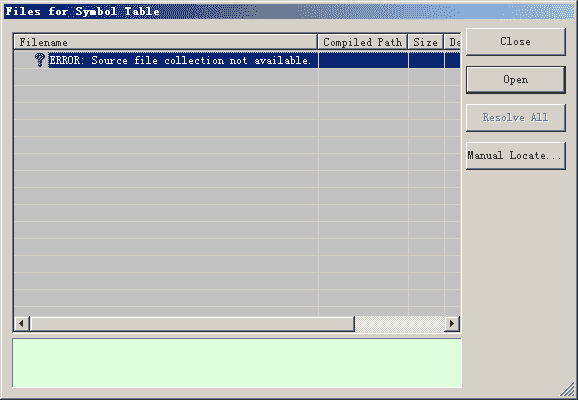 Files for Symbol Table
Filename Compiled Path Size Da
ERROR: Source file collection not available.
Close
Open
Resolve All
Manual Locate...